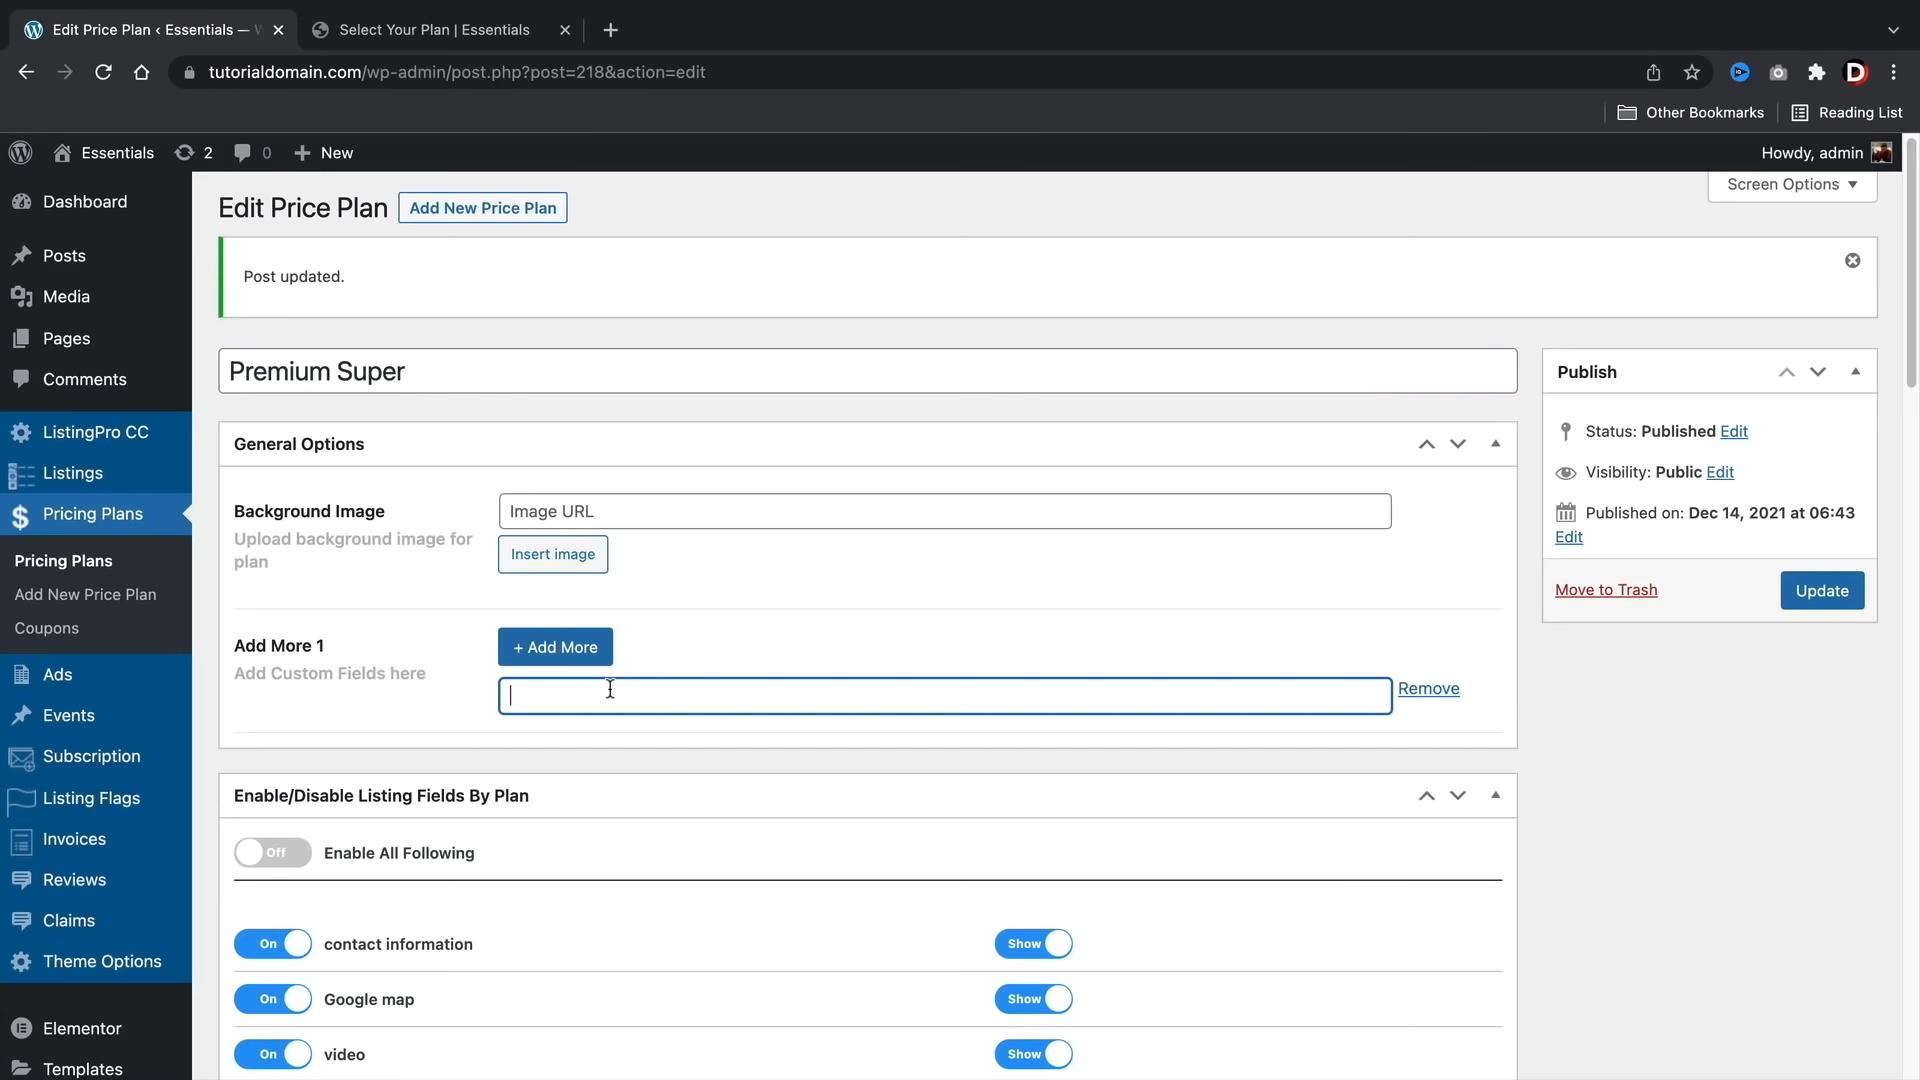 Edit Price Plan ‹ Essentials —
Select Your Plan | Essentials
tutorialdomain.com/wp-admin/post.php?post=218&action=edit
Other Bookmarks
Reading List
Essentials
2
0
New
Howdy, admin
Screen Options
Dashboard
Posts
Media
Pages
Comments
ListingPro CC
Listings
Pricing Plans
Pricing Plans
Add New Price Plan
Coupons
Ads
Events
Subscription
Listing Flags
Invoices
Reviews
Claims
Theme Options
Elementor
Templates
Edit Price Plan
Add New Price Plan
Post updated.
Premium Super
General Options
Background Image
Upload background image for
plan
Image URL
Insert image
Add More 1
Add Custom Fields here
+ Add More
Remove
Enable/Disable Listing Fields By Plan
Off
Enable All Following
On
contact information
Show
On
Google map
Show
On
video
Show
Publish
Status: Published Edit
Visibility: Public Edit
Published on: Dec 14, 2021 at 06:43
Edit
Move to Trash
Update